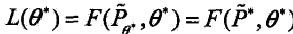 L(θ*) = F(P̃_θ*, θ*) = F(P̃*, θ*)